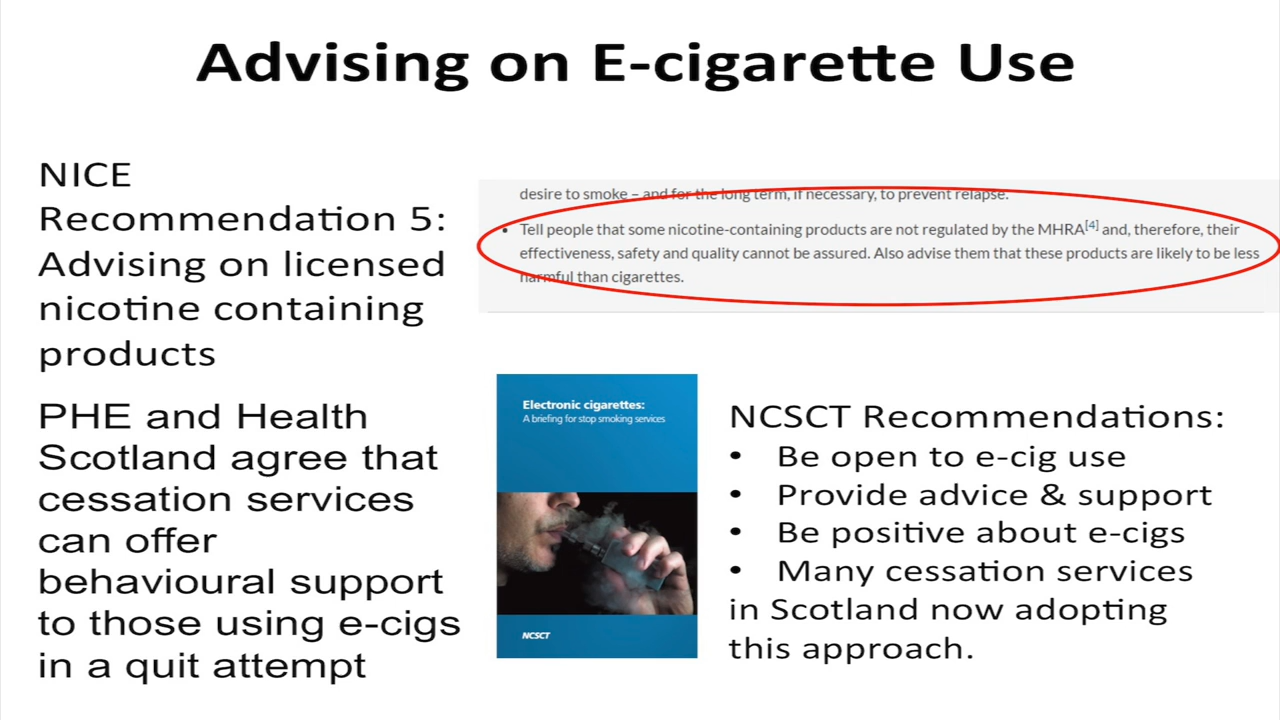 Advising on E-cigarette Use
NICE
Recommendation 5:
Advising on licensed
nicotine containing
products
PHE and Health
Scotland agree that
cessation services
can offer
behavioural support
to those using e-cigs
in a quit attempt
desire to smoke – and for the long term, if necessary, to prevent relapse.
• Tell people that some nicotine-containing products are not regulated by the MHRA[4] and, therefore, their
effectiveness, safety and quality cannot be assured. Also advise them that these products are likely to be less
harmful than cigarettes.
Electronic cigarettes:
A briefing for stop smoking services
NCSCT
NCSCT Recommendations:
• Be open to e-cig use
• Provide advice & support
• Be positive about e-cigs
• Many cessation services
in Scotland now adopting
this approach.